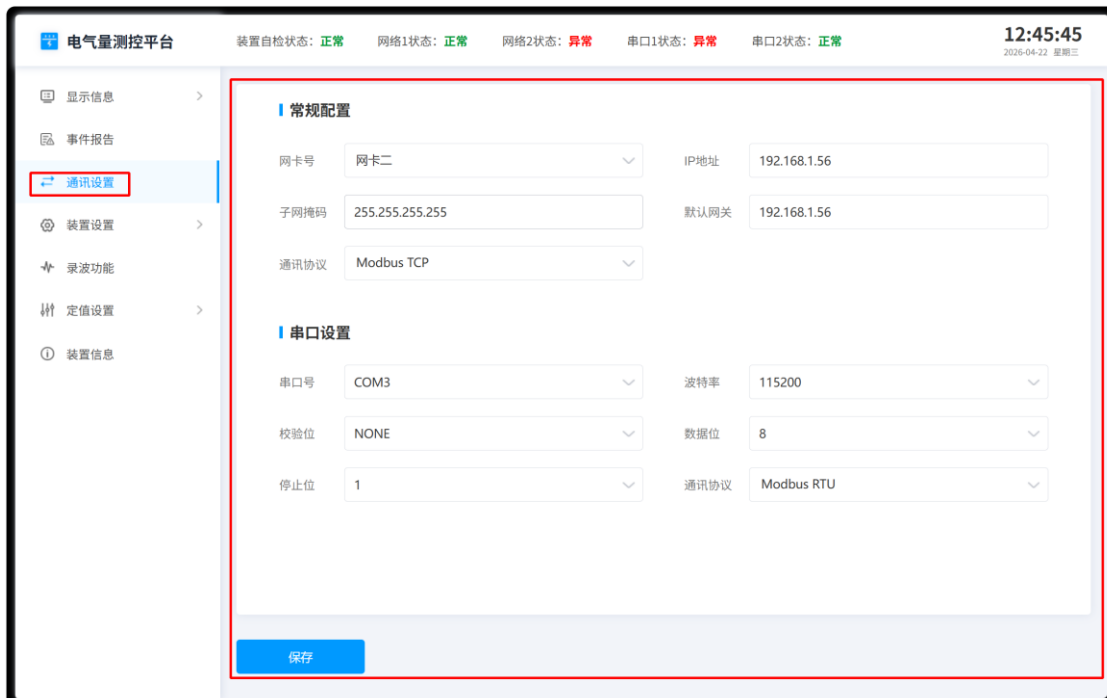 电气量测控平台
装置自检状态：正常 网络1状态：正常 网络2状态：异常 串口1状态：异常 串口2状态：正常
12:45:45
2026-04-22 星期三
显示信息
事件报告
通讯设置
装置设置
录波功能
定值设置
装置信息
常规配置
网卡号 网卡二 IP地址 192.168.1.56
子网掩码 255.255.255.255 默认网关 192.168.1.56
通讯协议 Modbus TCP
串口设置
串口号 COM3 波特率 115200
校验位 NONE 数据位 8
停止位 1 通讯协议 Modbus RTU
保存